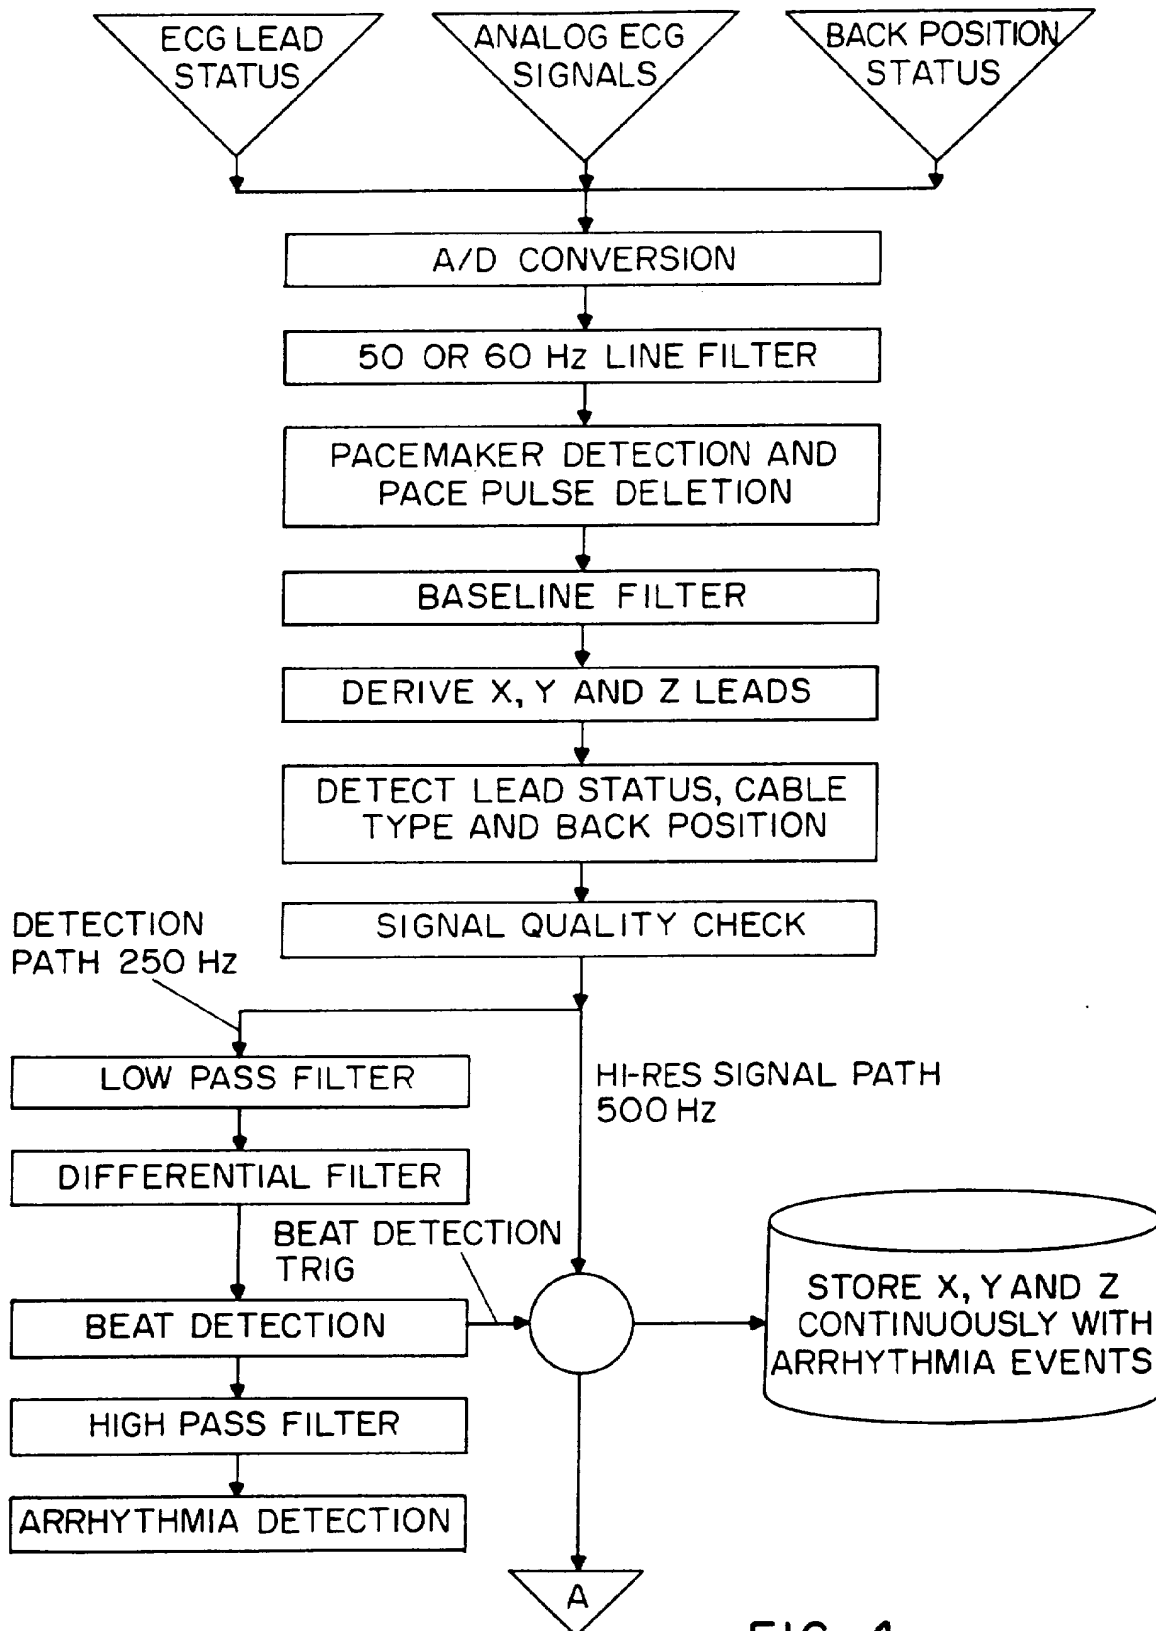 ECG LEAD
STATUS
ANALOG ECG
SIGNALS
BACK POSITION
STATUS
A/D CONVERSION
50 OR 60 Hz LINE FILTER
PACEMAKER DETECTION AND
PACE PULSE DELETION
BASELINE FILTER
DERIVE X, Y AND Z LEADS
DETECT LEAD STATUS, CABLE
TYPE AND BACK POSITION
SIGNAL QUALITY CHECK
DETECTION
PATH 250 Hz
LOW PASS FILTER
HI-RES SIGNAL PATH
500 Hz
DIFFERENTIAL FILTER
BEAT DETECTION
TRIG
BEAT DETECTION
STORE X, Y AND Z
CONTINUOUSLY WITH
ARRHYTHMIA EVENTS
HIGH PASS FILTER
ARRHYTHMIA DETECTION
A